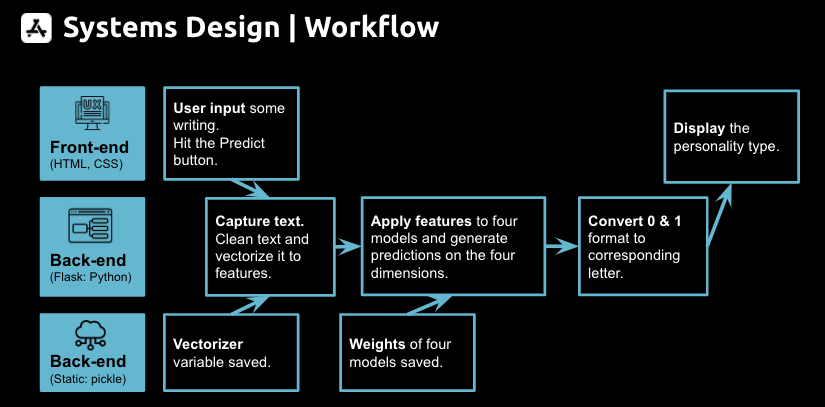 Systems Design | Workflow
UX
Front-end
(HTML, CSS)
User input some
writing.
Hit the Predict
button.
Display the
personality type.
Back-end
(Flask: Python)
Capture text.
Clean text and
vectorize it to
features.
Apply features to four
models and generate
predictions on the four
dimensions.
Convert 0 & 1
format to
corresponding
letter.
Back-end
(Static: pickle)
Vectorizer
variable saved.
Weights of four
models saved.